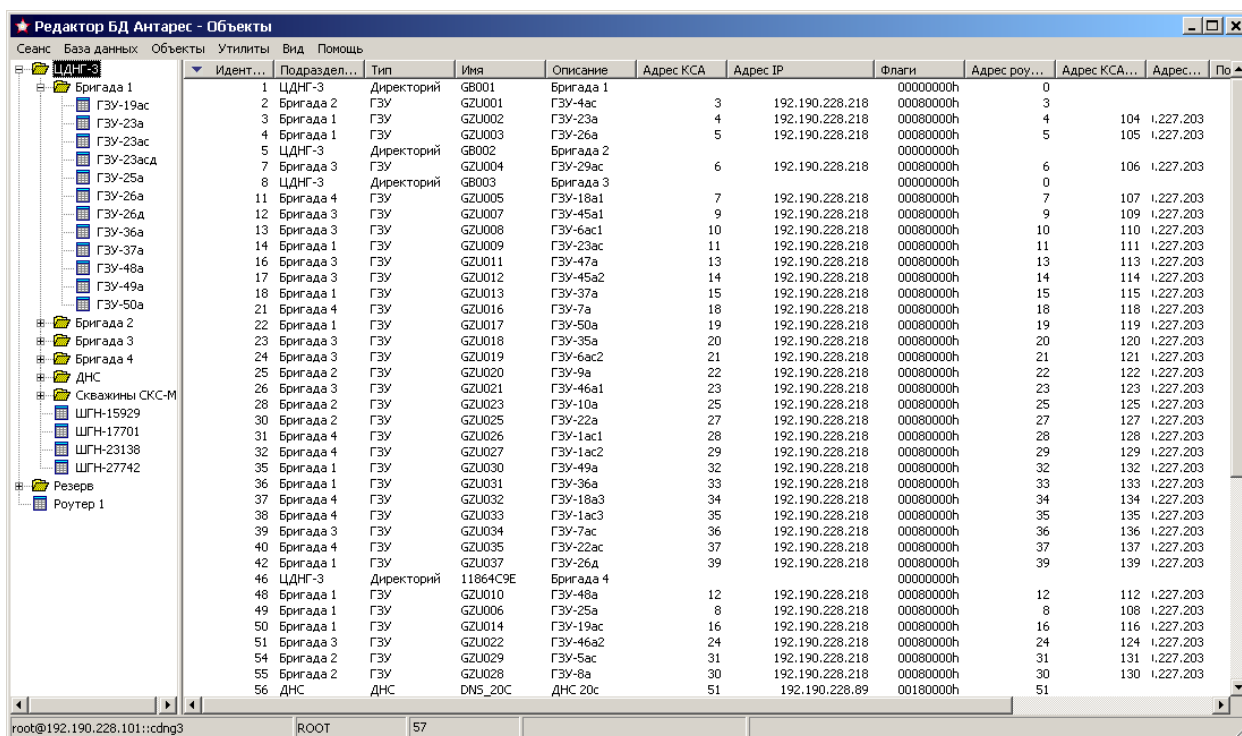 Редактор БД Антарес - Объекты
Сеанс База данных Объекты Утилиты Вид Помощь
ЦДНГ-3
Бригада 1
ГЗУ-19ас
ГЗУ-23а
ГЗУ-23ас
ГЗУ-23асд
ГЗУ-25а
ГЗУ-26а
ГЗУ-26д
ГЗУ-36а
ГЗУ-37а
ГЗУ-48а
ГЗУ-49а
ГЗУ-50а
Бригада 2
Бригада 3
Бригада 4
ДНС
Скважины СКС-М
ШГН-15929
ШГН-17701
ШГН-23138
ШГН-27742
Резерв
Роутер 1
Идент... Подраздел... Тип Имя Описание Адрес КСА Адрес IP Флаги Адрес роу... Адрес КСА... Адрес... По
1 ЦДНГ-3 Директорий GB001 Бригада 1 00000000h 0
2 Бригада 2 ГЗУ GZU001 ГЗУ-4ас 3 192.190.228.218 00080000h 3
3 Бригада 1 ГЗУ GZU002 ГЗУ-23а 4 192.190.228.218 00080000h 4 104 .227.203
4 Бригада 1 ГЗУ GZU003 ГЗУ-26а 5 192.190.228.218 00080000h 5 105 .227.203
5 ЦДНГ-3 Директорий GB002 Бригада 2 00000000h
7 Бригада 3 ГЗУ GZU004 ГЗУ-29ас 6 192.190.228.218 00080000h 6 106 .227.203
8 ЦДНГ-3 Директорий GB003 Бригада 3 00000000h 0
11 Бригада 4 ГЗУ GZU005 ГЗУ-18а1 7 192.190.228.218 00080000h 7 107 .227.203
12 Бригада 3 ГЗУ GZU007 ГЗУ-45а1 9 192.190.228.218 00080000h 9 109 .227.203
13 Бригада 3 ГЗУ GZU008 ГЗУ-6ас1 10 192.190.228.218 00080000h 10 110 .227.203
14 Бригада 1 ГЗУ GZU009 ГЗУ-23ас 11 192.190.228.218 00080000h 11 111 .227.203
16 Бригада 3 ГЗУ GZU011 ГЗУ-47а 13 192.190.228.218 00080000h 13 113 .227.203
17 Бригада 3 ГЗУ GZU012 ГЗУ-45а2 14 192.190.228.218 00080000h 14 114 .227.203
18 Бригада 1 ГЗУ GZU013 ГЗУ-37а 15 192.190.228.218 00080000h 15 115 .227.203
21 Бригада 4 ГЗУ GZU016 ГЗУ-7а 18 192.190.228.218 00080000h 18 118 .227.203
22 Бригада 1 ГЗУ GZU017 ГЗУ-50а 19 192.190.228.218 00080000h 19 119 .227.203
23 Бригада 3 ГЗУ GZU018 ГЗУ-35а 20 192.190.228.218 00080000h 20 120 .227.203
24 Бригада 3 ГЗУ GZU019 ГЗУ-6ас2 21 192.190.228.218 00080000h 21 121 .227.203
25 Бригада 2 ГЗУ GZU020 ГЗУ-9а 22 192.190.228.218 00080000h 22 122 .227.203
26 Бригада 3 ГЗУ GZU021 ГЗУ-46а1 23 192.190.228.218 00080000h 23 123 .227.203
28 Бригада 2 ГЗУ GZU023 ГЗУ-10а 25 192.190.228.218 00080000h 25 125 .227.203
30 Бригада 2 ГЗУ GZU025 ГЗУ-22а 27 192.190.228.218 00080000h 27 127 .227.203
31 Бригада 4 ГЗУ GZU026 ГЗУ-1ас1 28 192.190.228.218 00080000h 28 128 .227.203
32 Бригада 4 ГЗУ GZU027 ГЗУ-1ас2 29 192.190.228.218 00080000h 29 129 .227.203
35 Бригада 1 ГЗУ GZU030 ГЗУ-49а 32 192.190.228.218 00080000h 32 132 .227.203
36 Бригада 1 ГЗУ GZU031 ГЗУ-36а 33 192.190.228.218 00080000h 33 133 .227.203
37 Бригада 4 ГЗУ GZU032 ГЗУ-18а3 34 192.190.228.218 00080000h 34 134 .227.203
38 Бригада 4 ГЗУ GZU033 ГЗУ-1ас3 35 192.190.228.218 00080000h 35 135 .227.203
39 Бригада 3 ГЗУ GZU034 ГЗУ-7ас 36 192.190.228.218 00080000h 36 136 .227.203
40 Бригада 4 ГЗУ GZU035 ГЗУ-22ас 37 192.190.228.218 00080000h 37 137 .227.203
42 Бригада 1 ГЗУ GZU037 ГЗУ-26д 39 192.190.228.218 00080000h 39 139 .227.203
46 ЦДНГ-3 Директорий 11864C9E Бригада 4 00000000h
48 Бригада 1 ГЗУ GZU010 ГЗУ-48а 12 192.190.228.218 00080000h 12 112 .227.203
49 Бригада 1 ГЗУ GZU006 ГЗУ-25а 8 192.190.228.218 00080000h 8 108 .227.203
50 Бригада 1 ГЗУ GZU014 ГЗУ-19ас 16 192.190.228.218 00080000h 16 116 .227.203
51 Бригада 3 ГЗУ GZU022 ГЗУ-46а2 24 192.190.228.218 00080000h 24 124 .227.203
54 Бригада 2 ГЗУ GZU029 ГЗУ-5ас 31 192.190.228.218 00080000h 31 131 .227.203
55 Бригада 2 ГЗУ GZU028 ГЗУ-8а 30 192.190.228.218 00080000h 30 130 .227.203
56 ДНС ДНС DNS_20C ДНС 20с 51 192.190.228.89 00180000h 51
root@192.190.228.101::cdng3 ROOT 57